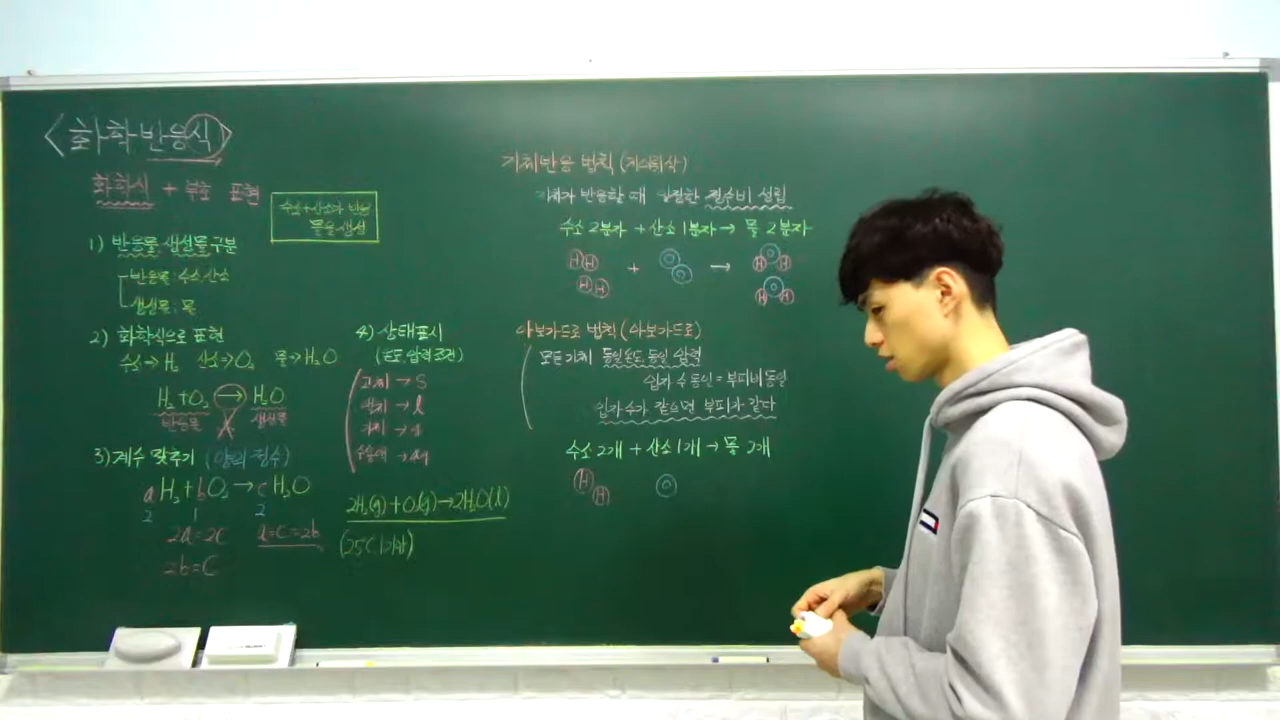 <화학반응식>
화학식 + 부호 표현
수소+산소가 반응
물을 생성
1) 반응물 생성물 구분
반응물: 수소, 산소
생성물: 물
2) 화학식으로 표현
수소→H₂ 산소→O₂ 물→H₂O
H₂+O₂→H₂O
반응물 생성물
3) 계수 맞추기 (양의 정수)
aH₂+bO₂→cH₂O
2 1 2
2a=2c a=c=2b
2b=c
4) 상태표시
(온도, 압력 조건)
고체→s
액체→l
기체→g
수용액→aq
2H₂(g)+O₂(g)→2H₂O(l)
기체반응 법칙 (게이뤼삭)
기체가 반응할 때 일정한 정수비 성립
수소 2분자 + 산소 1분자 → 물 2분자
H H + O O → H O H
H H H O H
아보가드로 법칙 (아보가드로)
모든 기체 동일 온도, 동일 압력
입자 수 동일 = 부피비 동일
입자 수가 같으면 부피가 같다
수소 2개 + 산소 1개 → 물 2개
H H O